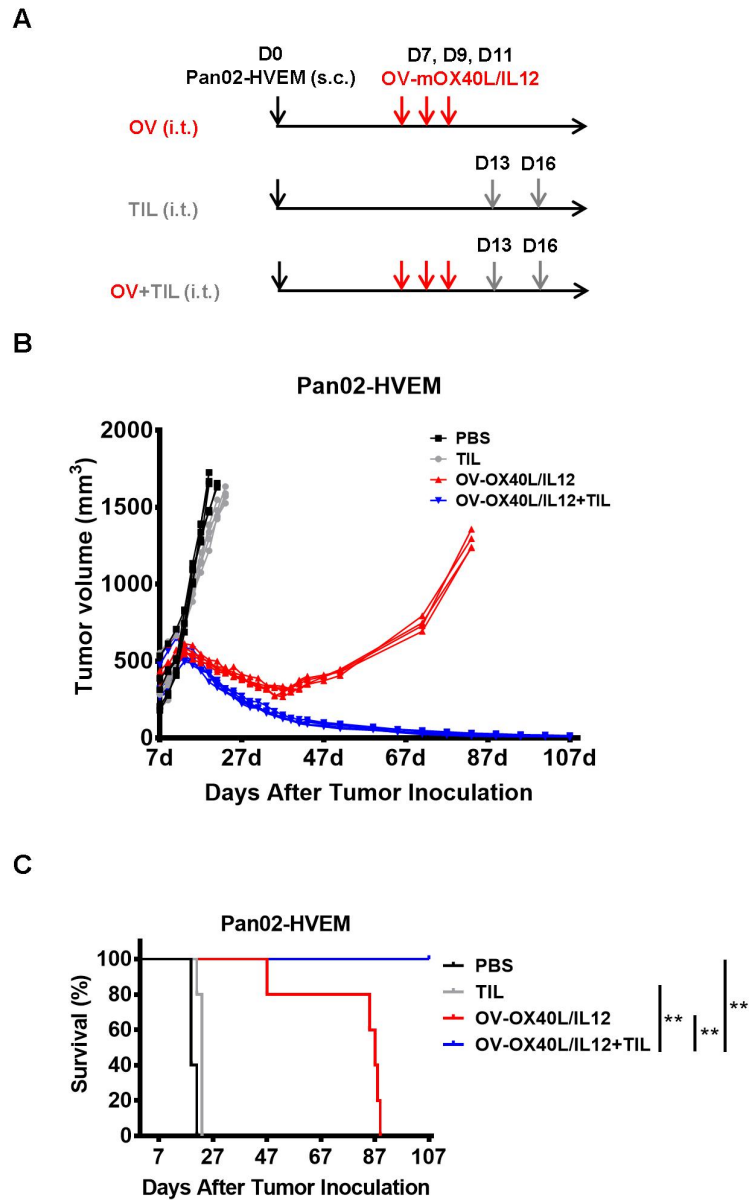 A
D0
D7, D9, D11
Pan02-HVEM (s.c.)
OV-mOX40L/IL12
OV (i.t.)
D13 D16
TIL (i.t.)
D13 D16
OV+TIL (i.t.)
B
Pan02-HVEM
2000
1500
1000
500
0
Tumor volume (mm³)
PBS
TIL
OV-OX40L/IL12
OV-OX40L/IL12+TIL
7d 27d 47d 67d 87d 107d
Days After Tumor Inoculation
C
Pan02-HVEM
100
80
60
40
20
0
Survival (%)
PBS
TIL
OV-OX40L/IL12
OV-OX40L/IL12+TIL
**
**
**
7 27 47 67 87 107
Days After Tumor Inoculation